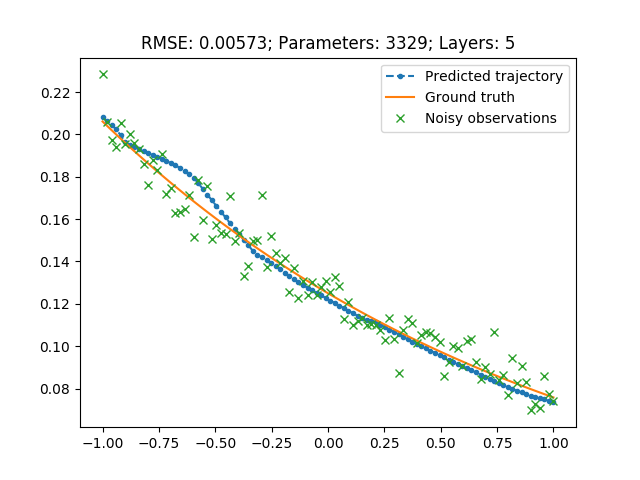 RMSE: 0.00573; Parameters: 3329; Layers: 5
Predicted trajectory
Ground truth
Noisy observations
0.22
0.20
0.18
0.16
0.14
0.12
0.10
0.08
−1.00 −0.75 −0.50 −0.25 0.00 0.25 0.50 0.75 1.00